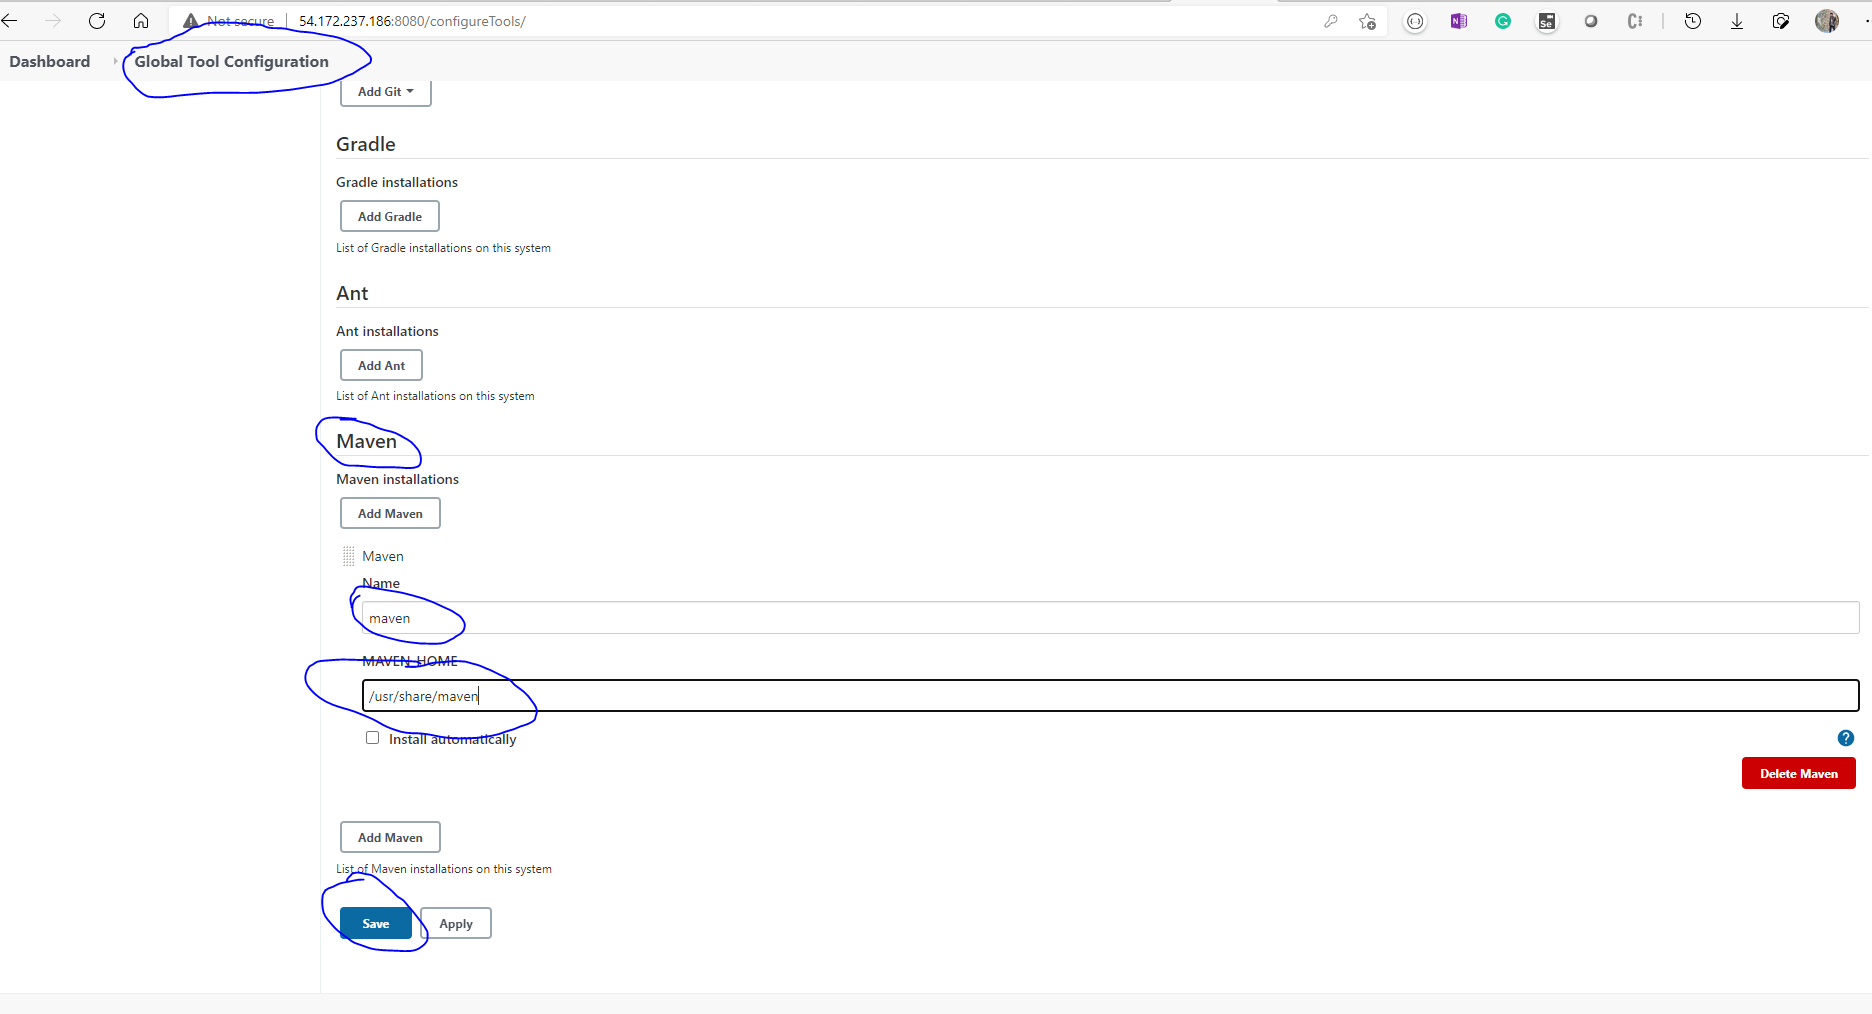 Not secure 54.172.237.186:8080/configureTools/
Dashboard Global Tool Configuration
Add Git
Gradle
Gradle installations
Add Gradle
List of Gradle installations on this system
Ant
Ant installations
Add Ant
List of Ant installations on this system
Maven
Maven installations
Add Maven
Maven
Name
maven
MAVEN_HOME
/usr/share/maven
Install automatically
?
Delete Maven
Add Maven
List of Maven installations on this system
Save Apply